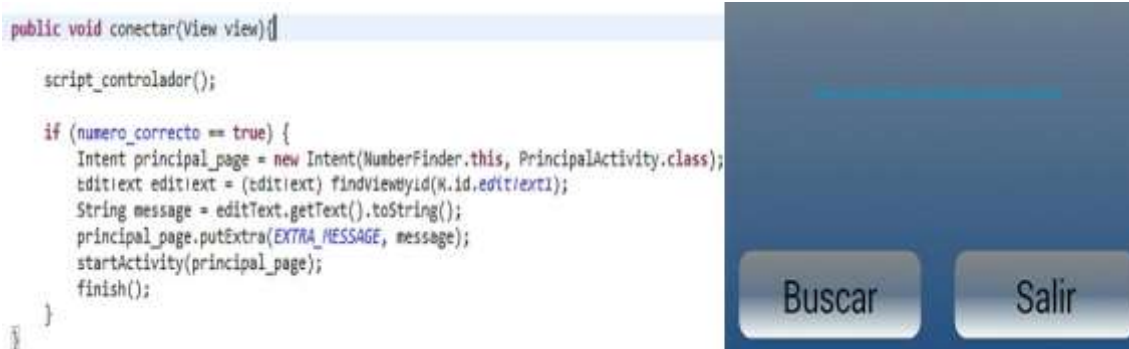 public void conectar(View view){
script_controlador();
if (numero_correcto == true) {
Intent principal_page = new Intent(NumberFinder.this, PrincipalActivity.class);
EditText editText = (EditText) findViewById(R.id.editText1);
String message = editText.getText().toString();
principal_page.putExtra(EXTRA_MESSAGE, message);
startActivity(principal_page);
finish();
}
}
Buscar
Salir